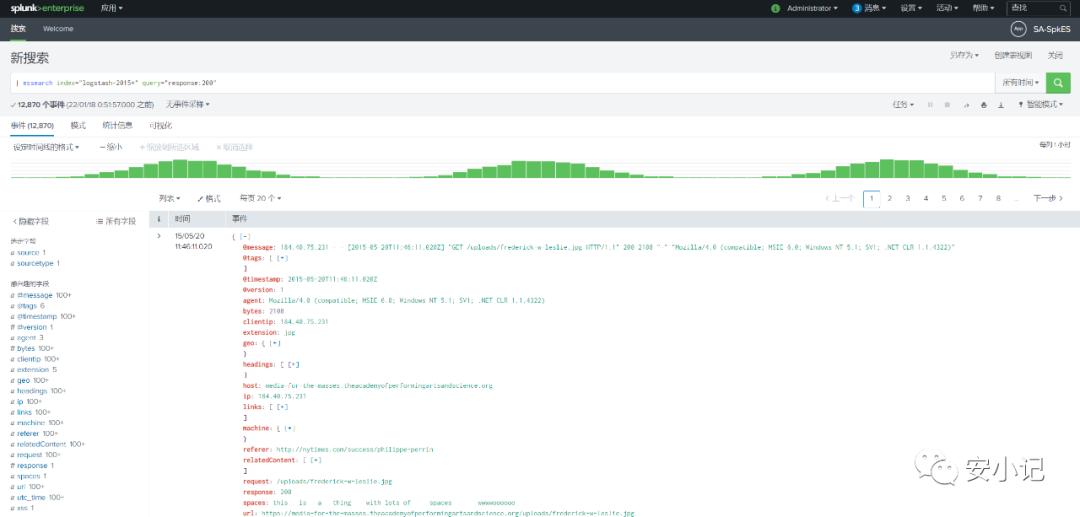 splunk>enterprise 应用 Administrator 3 消息 设置 活动 帮助 查找
搜索 Welcome App SA-SpkES
新搜索 另存为 创建表视图 关闭
index="logstash-2015*" query="response:200" 所有时间
12,870 个事件 (22/01/18 0:51:57.000 之前) 无事件采样 任务 智能模式
事件 (12,870) 模式 统计信息 可视化
设定时间线的格式 — 缩小 + 缩放到所选区域 × 取消选择 每列 1 小时
列表 格式 每页 20 个 < 上一个 1 2 3 4 5 6 7 8 ... 下一步 >
< 隐藏字段 所有字段 i 时间 事件
选定字段
a source 1
a sourcetype 1
感兴趣的字段
a @message 100+
a @tags 6
a @timestamp 100+
# @version 1
a agent 3
# bytes 100+
a clientip 100+
a extension 5
a geo 100+
a headings 100+
a ip 100+
a links 100+
a machine 100+
a referer 100+
a relatedContent 100+
a request 100+
# response 1
a spaces 1
a url 100+
a utc_time 100+
a xss 1
> 15/05/20
11:46:11.020
{ [-]
@message: 184.40.75.231 - - [2015-05-20T11:46:11.020Z] "GET /uploads/frederick-w-leslie.jpg HTTP/1.1" 200 2108 "-" "Mozilla/4.0 (compatible; MSIE 6.0; Windows NT 5.1; SV1; .NET CLR 1.1.4322)"
@tags: [ [+]
]
@timestamp: 2015-05-20T11:46:11.020Z
@version: 1
agent: Mozilla/4.0 (compatible; MSIE 6.0; Windows NT 5.1; SV1; .NET CLR 1.1.4322)
bytes: 2108
clientip: 184.40.75.231
extension: jpg
geo: { [+]
}
headings: [ [+]
]
host: media-for-the-masses.theacademyofperformingartsandscience.org
ip: 184.40.75.231
links: [ [+]
]
machine: { [+]
}
referer: http://nytimes.com/success/philippe-perrin
relatedContent: [ [+]
]
request: /uploads/frederick-w-leslie.jpg
response: 200
spaces: this is a thing with lots of spaces wwwwoooooo
url: https://media-for-the-masses.theacademyofperformingartsandscience.org/uploads/frederick-w-leslie.jpg
安小记